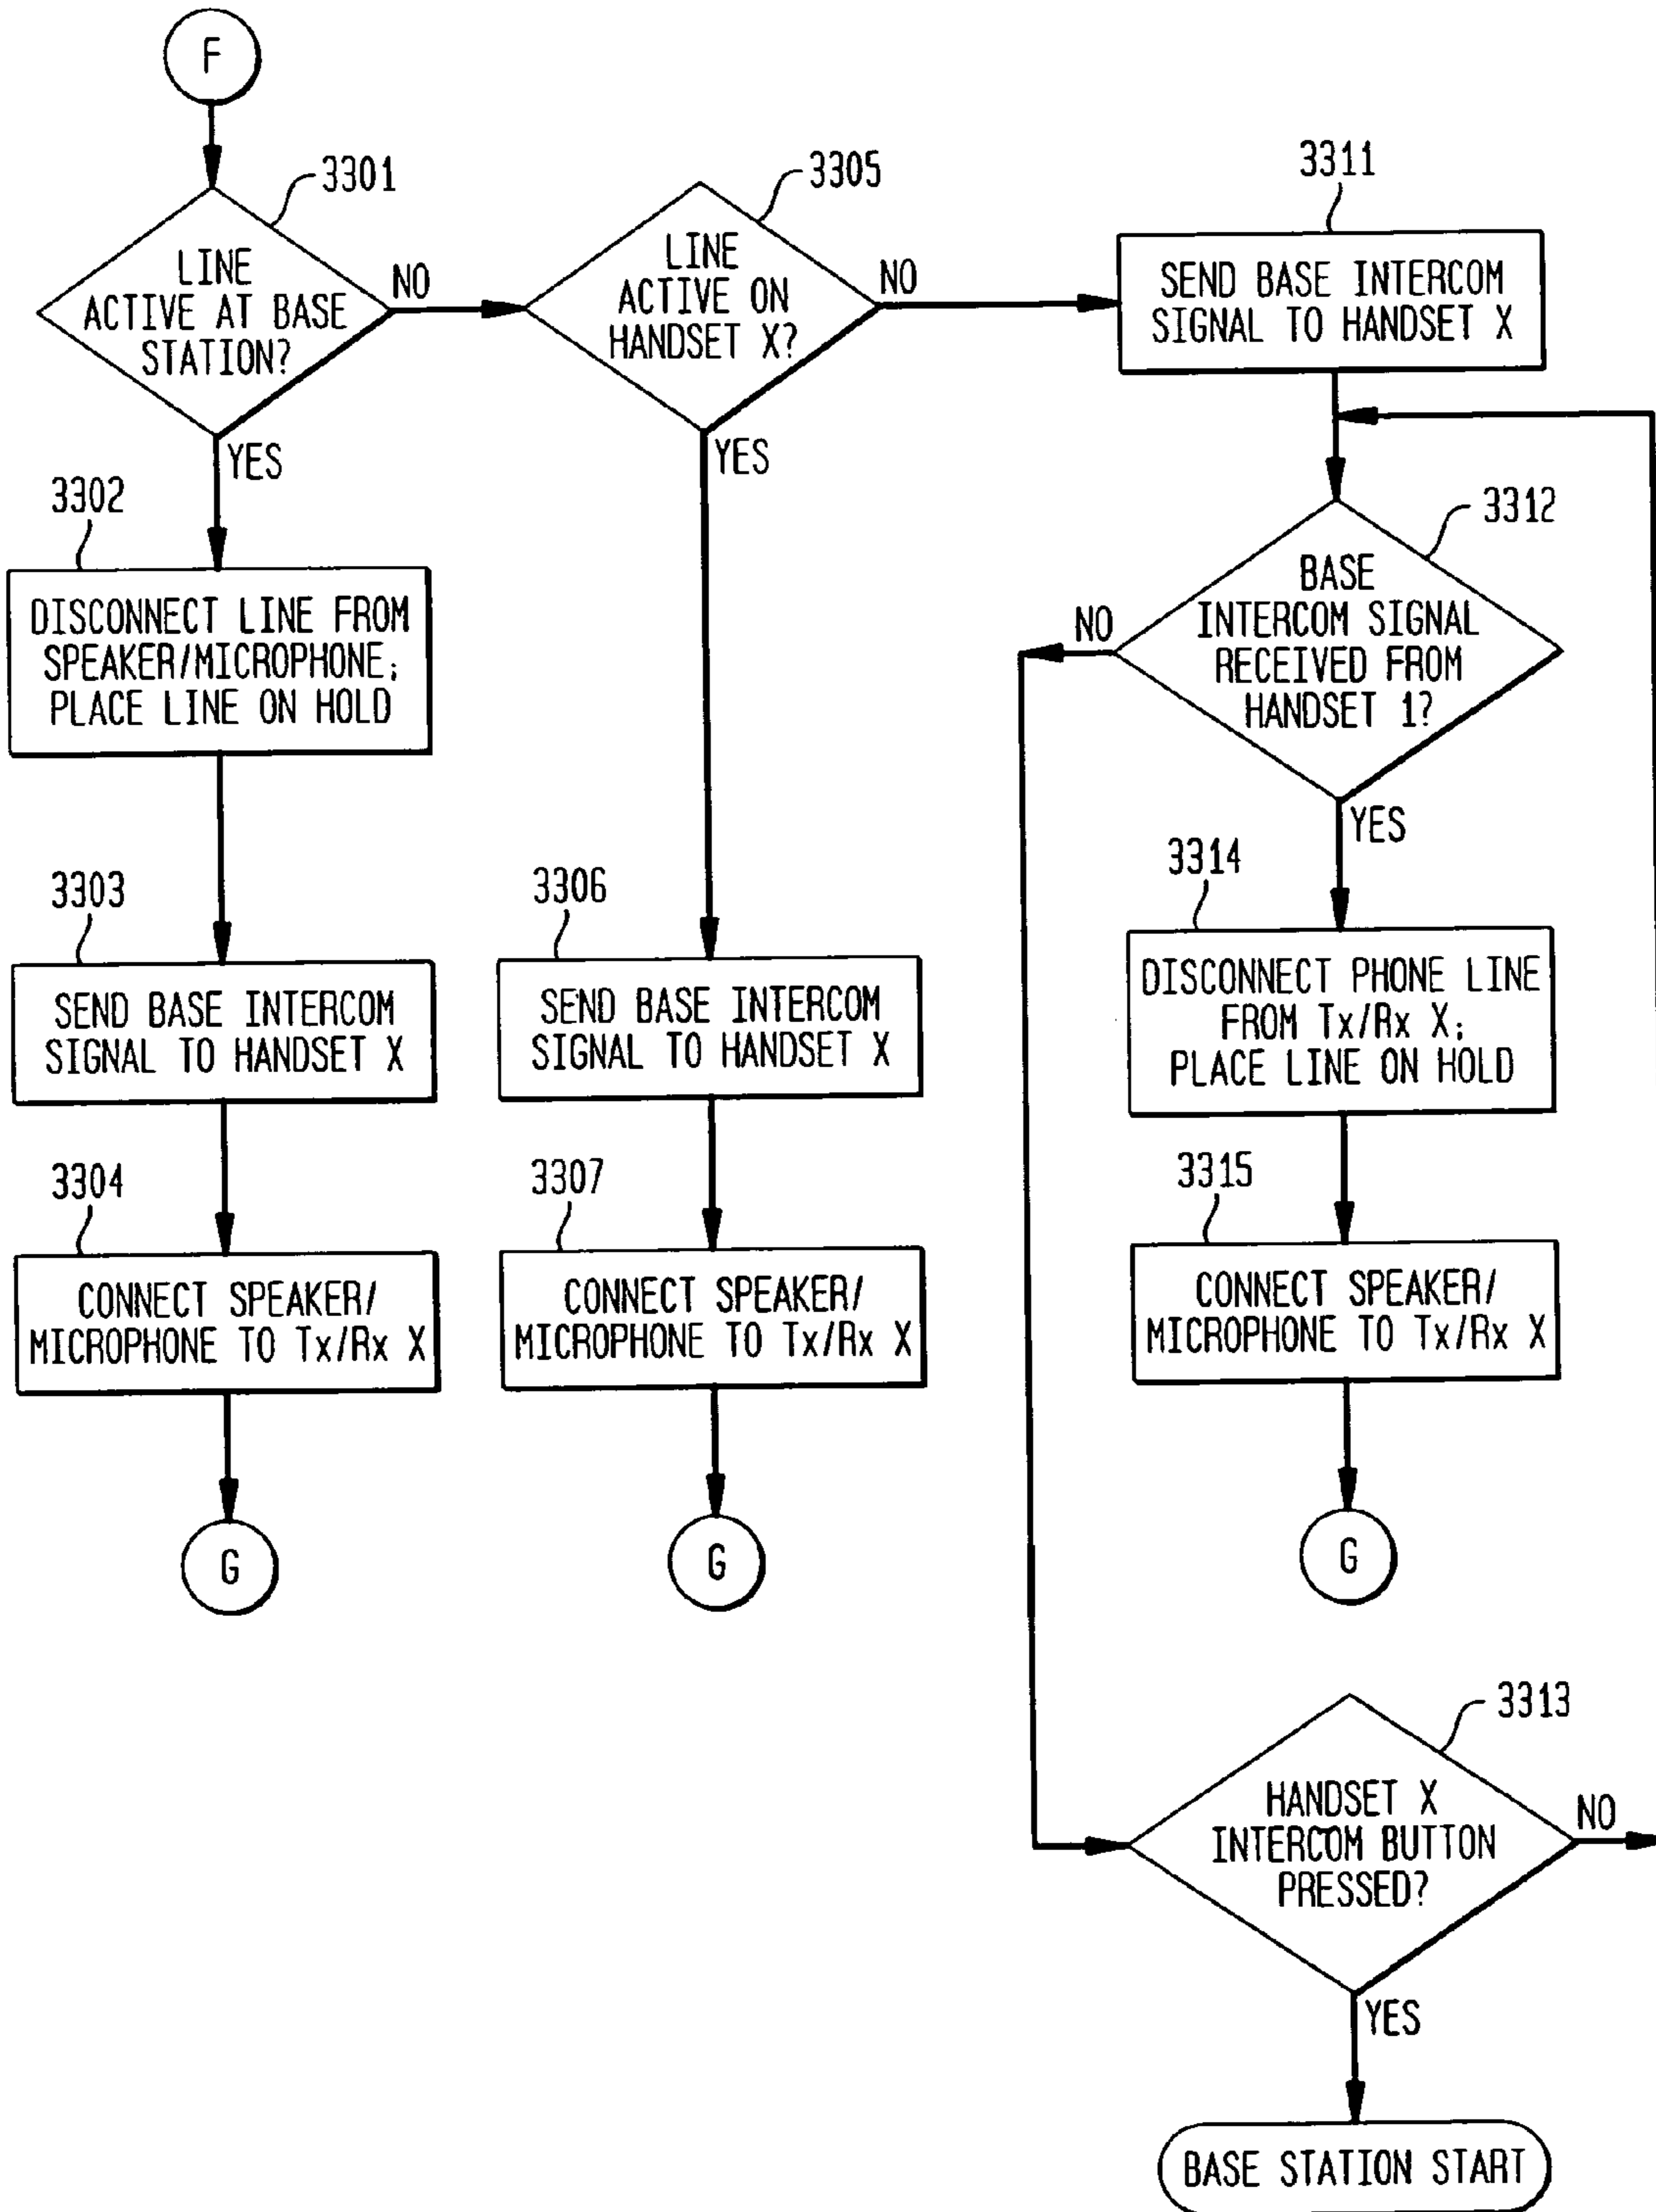 F
3301
LINE
ACTIVE AT BASE
STATION?
NO
YES
3302
DISCONNECT LINE FROM
SPEAKER/MICROPHONE;
PLACE LINE ON HOLD
3303
SEND BASE INTERCOM
SIGNAL TO HANDSET X
3304
CONNECT SPEAKER/
MICROPHONE TO Tx/Rx X
G
3305
LINE
ACTIVE ON
HANDSET X?
NO
YES
3306
SEND BASE INTERCOM
SIGNAL TO HANDSET X
3307
CONNECT SPEAKER/
MICROPHONE TO Tx/Rx X
G
3311
SEND BASE INTERCOM
SIGNAL TO HANDSET X
3312
BASE
INTERCOM SIGNAL
RECEIVED FROM
HANDSET 1?
NO
YES
3314
DISCONNECT PHONE LINE
FROM Tx/Rx X;
PLACE LINE ON HOLD
3315
CONNECT SPEAKER/
MICROPHONE TO Tx/Rx X
G
3313
HANDSET X
INTERCOM BUTTON
PRESSED?
NO
YES
BASE STATION START